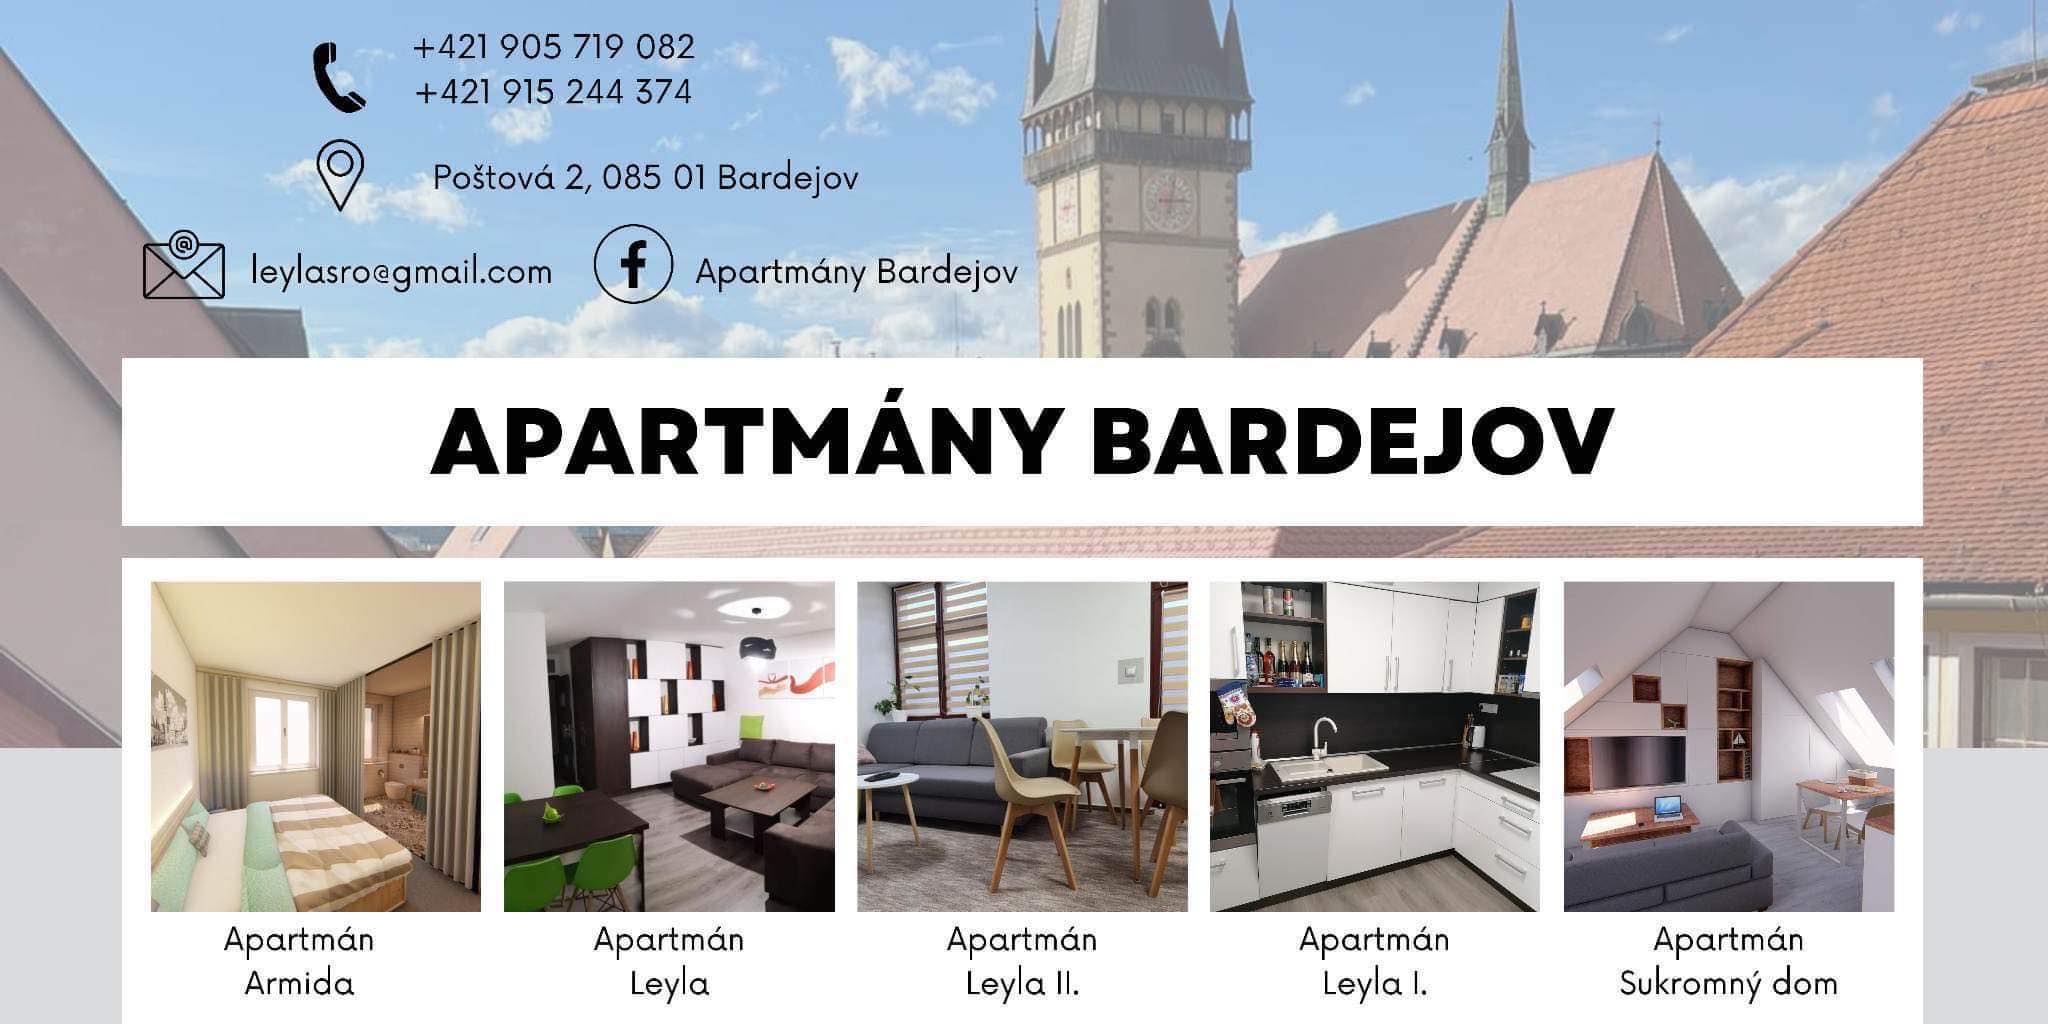 +421 905 719 082
+421 915 244 374
Poštová 2, 085 01 Bardejov
leylasro@gmail.com
Apartmány Bardejov
APARTMÁNY BARDEJOV
Apartmán
Armida
Apartmán
Leyla
Apartmán
Leyla II.
Apartmán
Leyla I.
Apartmán
Sukromný dom